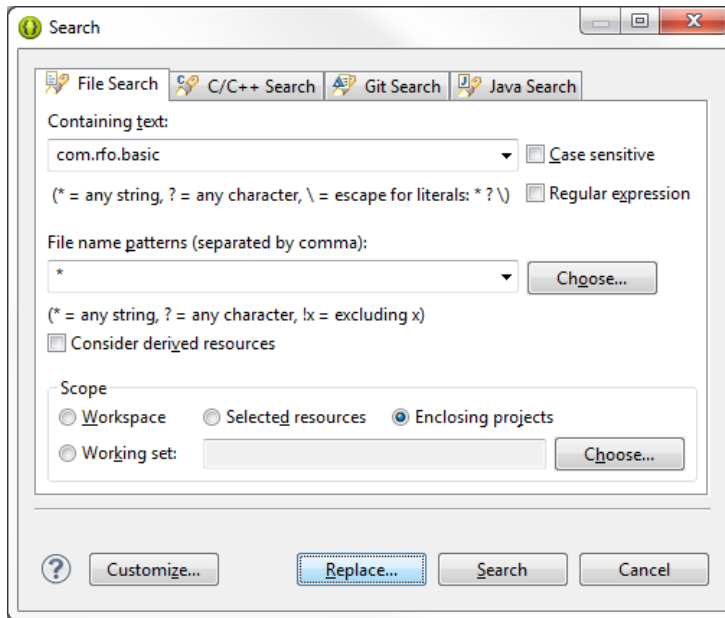 Search
File Search C/C++ Search Git Search Java Search
Containing text:
com.rfo.basic Case sensitive
(* = any string, ? = any character, \ = escape for literals: * ? \) Regular expression
File name patterns (separated by comma):
* Choose...
(* = any string, ? = any character, !x = excluding x)
Consider derived resources
Scope
Workspace Selected resources Enclosing projects
Working set: Choose...
? Customize... Replace... Search Cancel